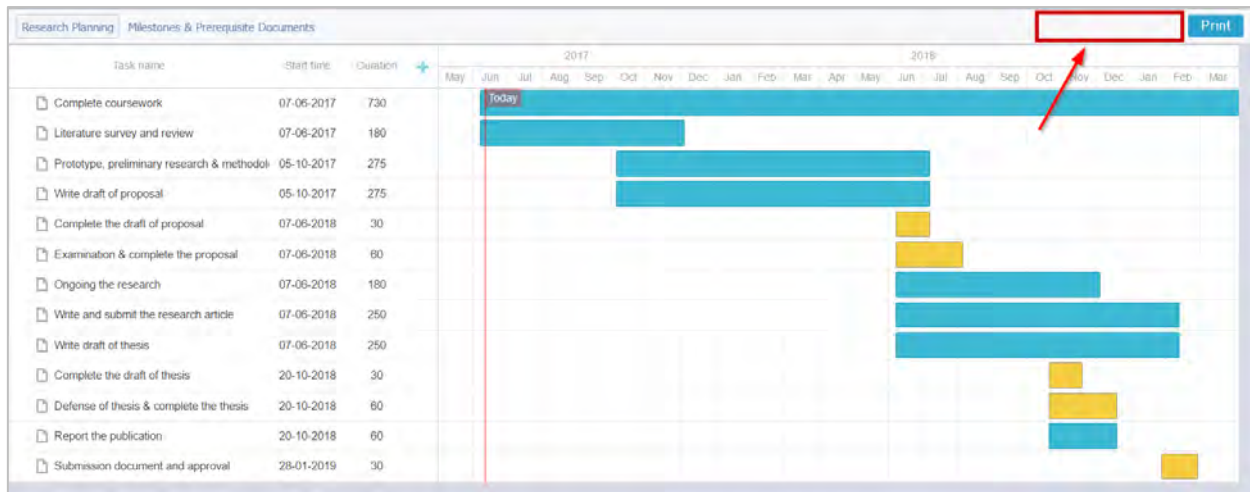 Research Planning Milestones & Prerequisite Documents Print
2017 2018
Task name Start time Duration +
May Jun Jul Aug Sep Oct Nov Dec Jan Feb Mar Apr May Jun Jul Aug Sep Oct Nov Dec Jan Feb Mar
Today
Complete coursework 07-06-2017 730
Literature survey and review 07-06-2017 180
Prototype, preliminary research & methodol 05-10-2017 275
Write draft of proposal 05-10-2017 275
Complete the draft of proposal 07-06-2018 30
Examination & complete the proposal 07-06-2018 60
Ongoing the research 07-06-2018 180
Write and submit the research article 07-06-2018 250
Write draft of thesis 07-06-2018 250
Complete the draft of thesis 20-10-2018 30
Defense of thesis & complete the thesis 20-10-2018 60
Report the publication 20-10-2018 60
Submission document and approval 28-01-2019 30